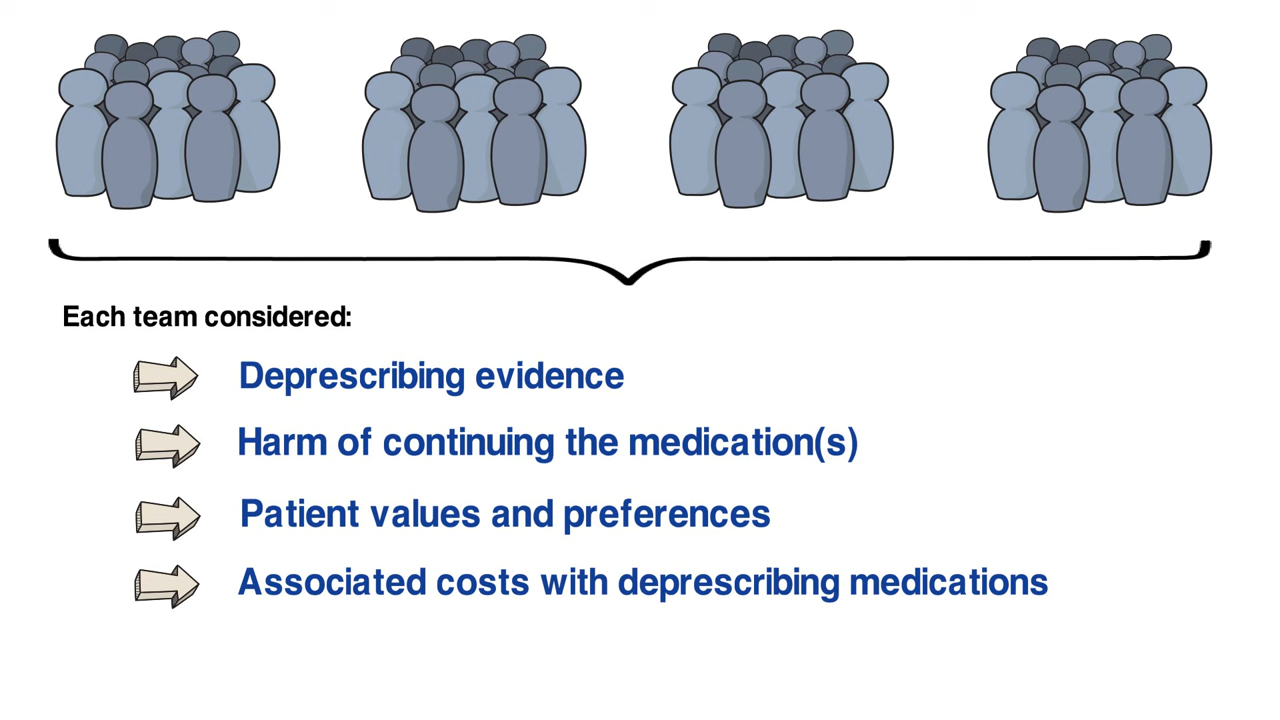 Each team considered:
Deprescribing evidence
Harm of continuing the medication(s)
Patient values and preferences
Associated costs with deprescribing medications